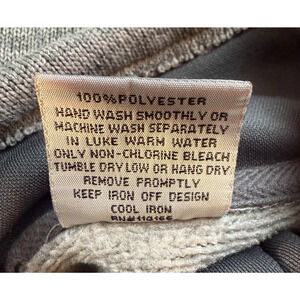 100% POLYESTER
HAND WASH SMOOTHLY OR
MACHINE WASH SEPARATELY
IN LUKE WARM WATER
ONLY NON-CHLORINE BLEACH
TUMBLE DRY LOW OR HANG DRY
REMOVE PROMPTLY
KEEP IRON OFF DESIGN
COOL IRON